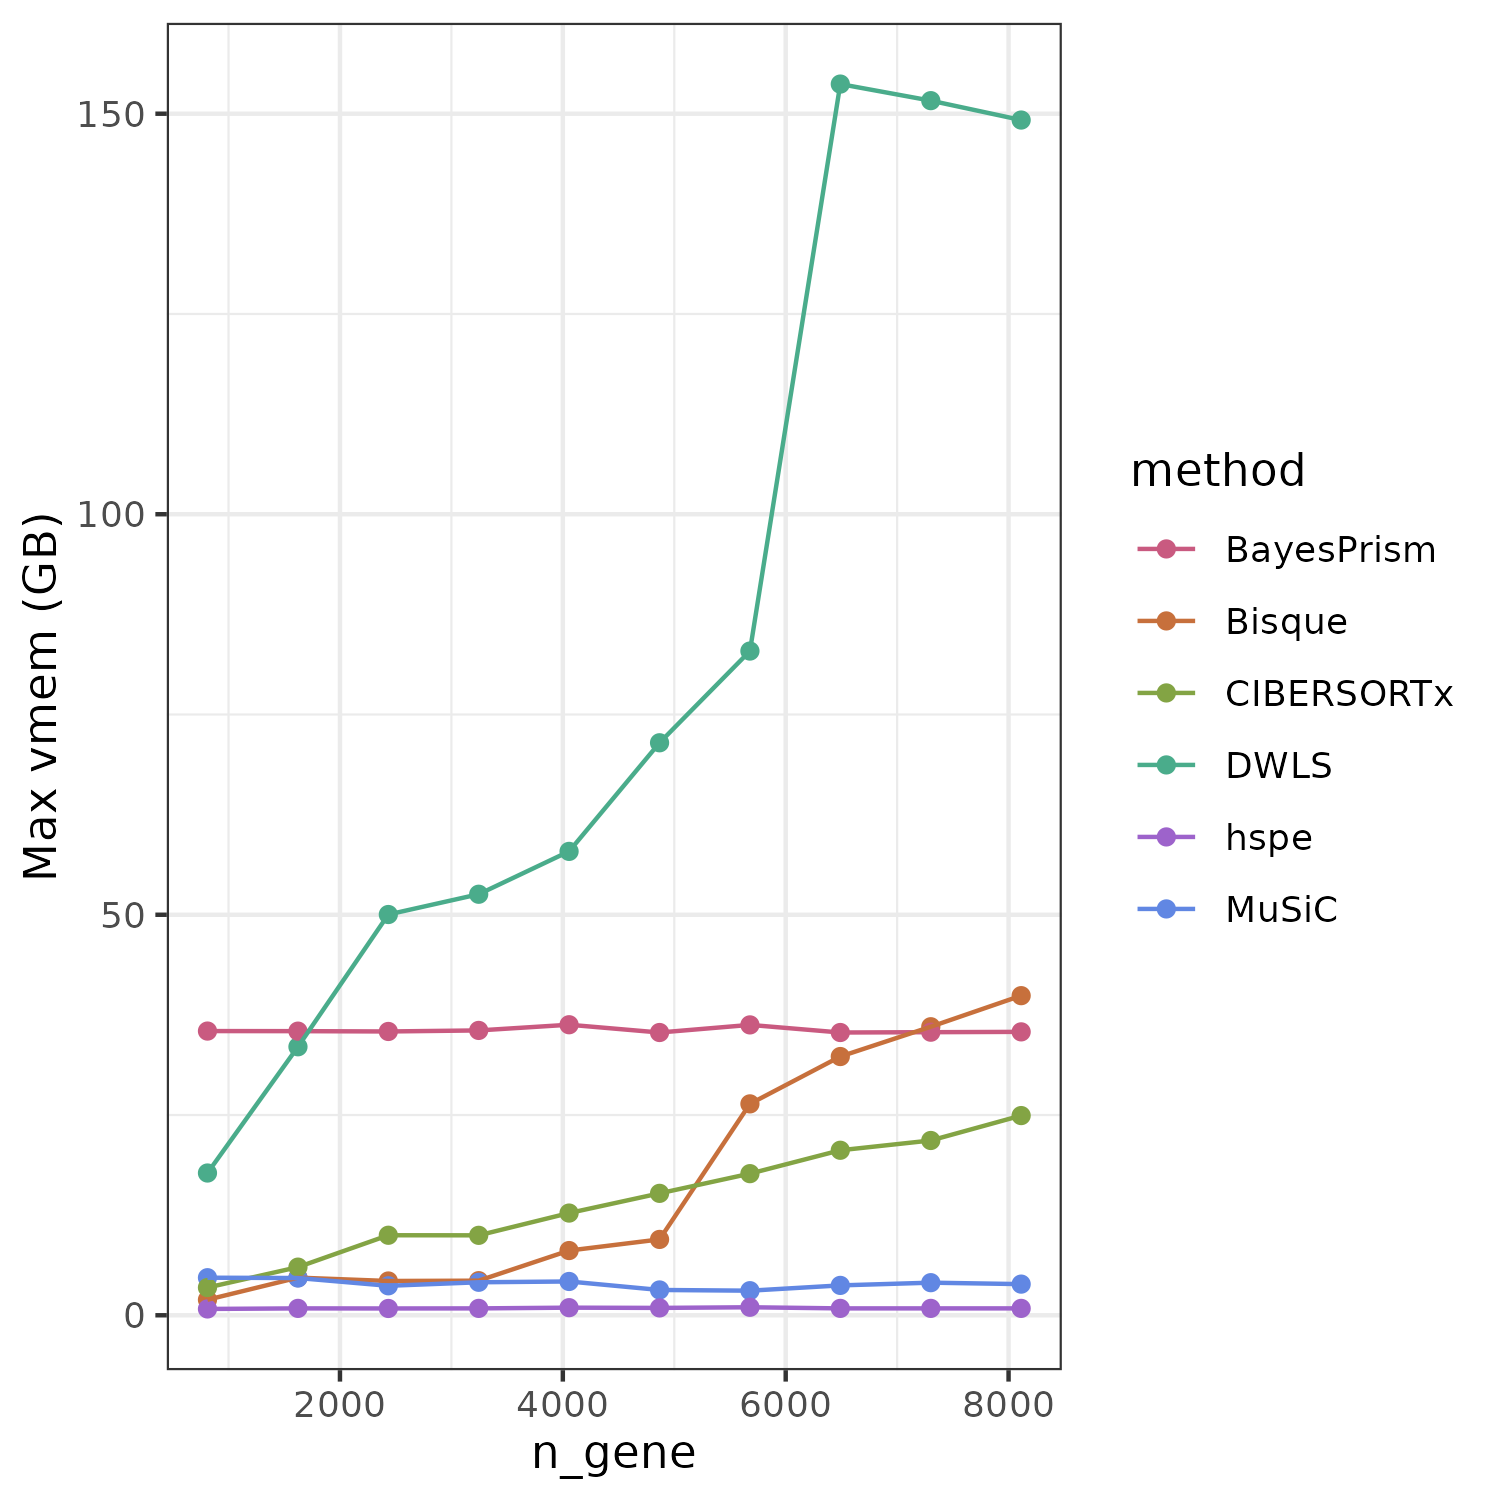 Max vmem (GB)
150
100
50
0
2000 4000 6000 8000
n_gene
method
BayesPrism
Bisque
CIBERSORTx
DWLS
hspe
MuSiC